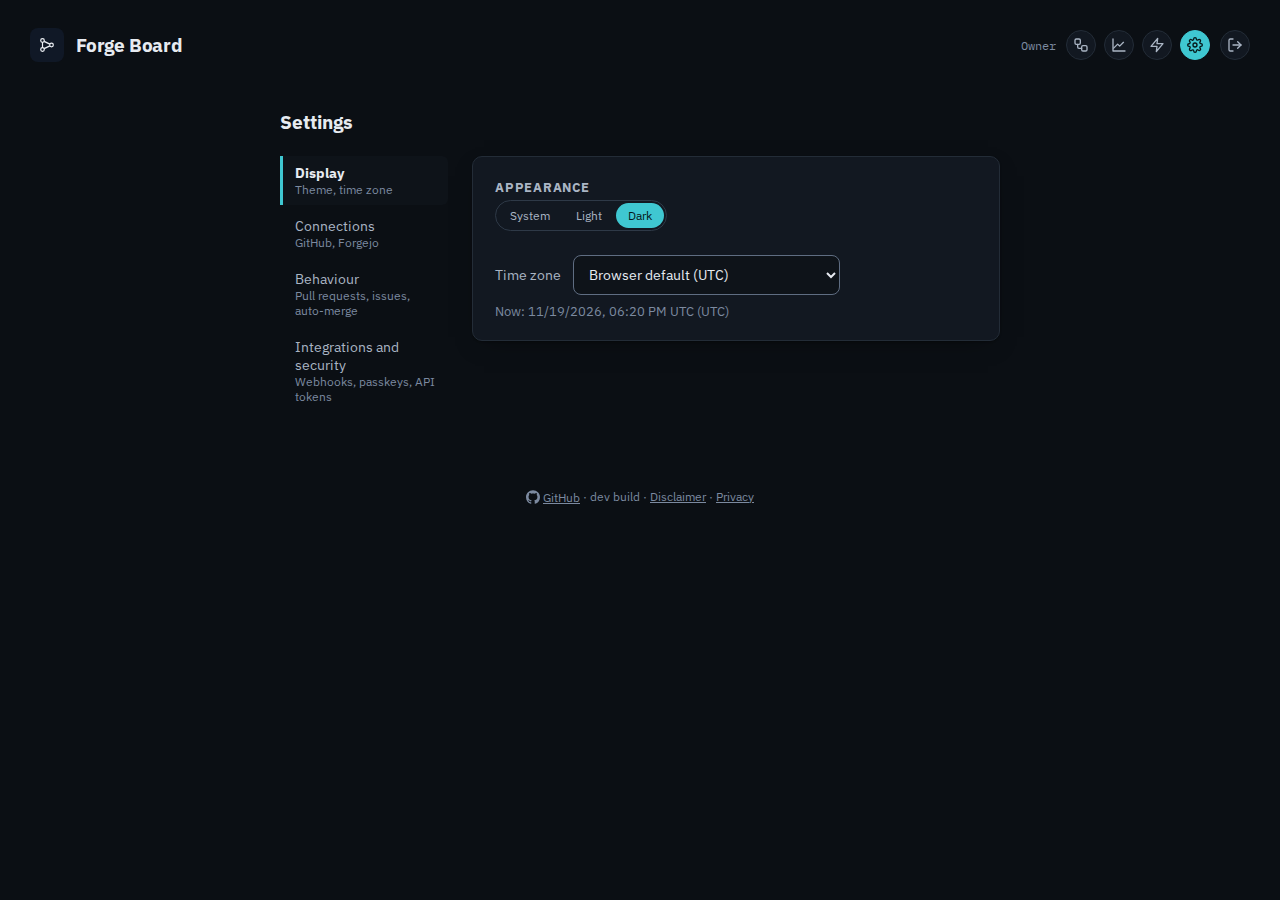 Forge Board
Owner
Settings
Display
Theme, time zone
Connections
GitHub, Forgejo
Behaviour
Pull requests, issues,
auto-merge
Integrations and
security
Webhooks, passkeys, API
tokens
APPEARANCE
System Light Dark
Time zone Browser default (UTC)
Now: 11/19/2026, 06:20 PM UTC (UTC)
GitHub · dev build · Disclaimer · Privacy